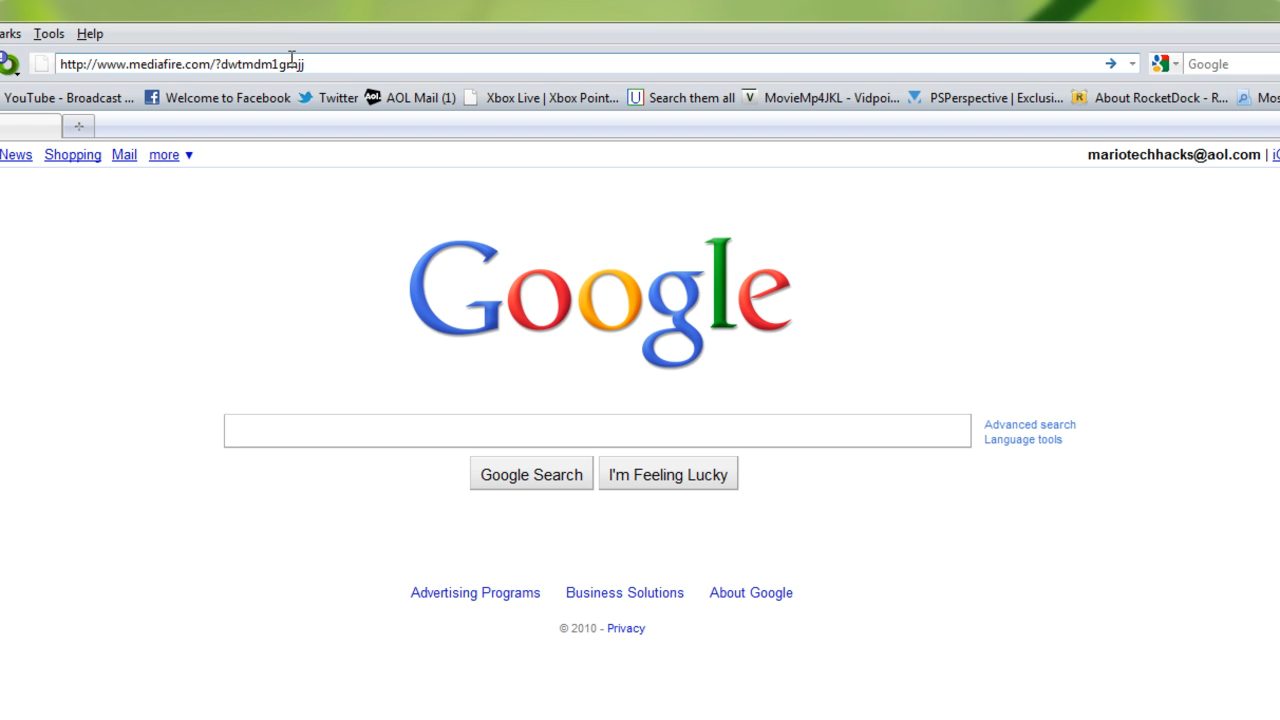 arks Tools Help
http://www.mediafire.com/?dwtmdm1gmjj Google
YouTube - Broadcast ... Welcome to Facebook Twitter AOL Mail (1) Xbox Live | Xbox Point... Search them all MovieMp4JKL - Vidpoi... PSPerspective | Exclusi... About RocketDock - R... Mos
News Shopping Mail more ▼ mariotechhacks@aol.com |
Google
Advanced search
Language tools
Google Search I'm Feeling Lucky
Advertising Programs Business Solutions About Google
© 2010 - Privacy